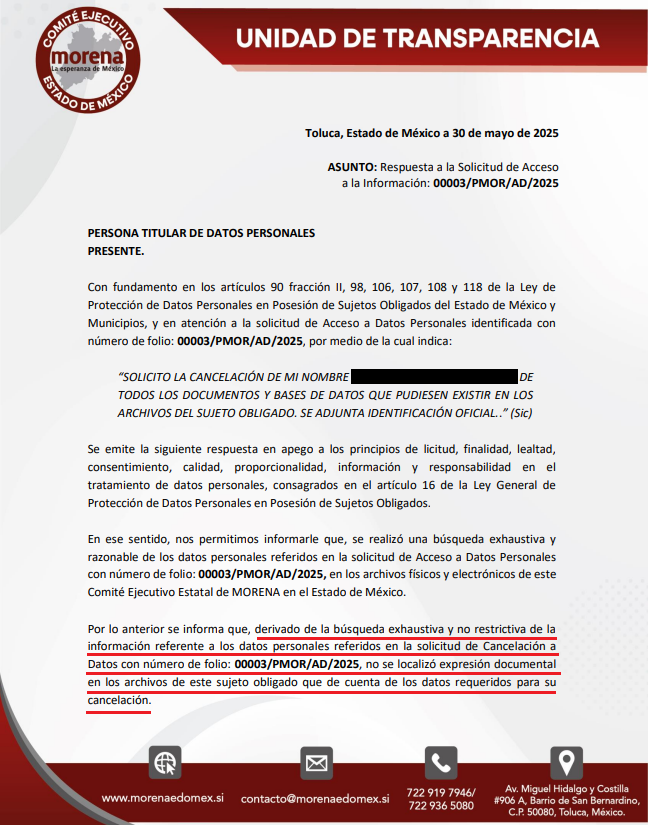 COMITÉ EJECUTIVO
morena
La esperanza de México
ESTADO DE MÉXICO
UNIDAD DE TRANSPARENCIA
Toluca, Estado de México a 30 de mayo de 2025
ASUNTO: Respuesta a la Solicitud de Acceso
a la Información: 00003/PMOR/AD/2025
PERSONA TITULAR DE DATOS PERSONALES
PRESENTE.
Con fundamento en los artículos 90 fracción II, 98, 106, 107, 108 y 118 de la Ley de
Protección de Datos Personales en Posesión de Sujetos Obligados del Estado de México y
Municipios, y en atención a la solicitud de Acceso a Datos Personales identificada con
número de folio: 00003/PMOR/AD/2025, por medio de la cual indica:
“SOLICITO LA CANCELACIÓN DE MI NOMBRE DE
TODOS LOS DOCUMENTOS Y BASES DE DATOS QUE PUDIESEN EXISTIR EN LOS
ARCHIVOS DEL SUJETO OBLIGADO. SE ADJUNTA IDENTIFICACIÓN OFICIAL..” (Sic)
Se emite la siguiente respuesta en apego a los principios de licitud, finalidad, lealtad,
consentimiento, calidad, proporcionalidad, información y responsabilidad en el
tratamiento de datos personales, consagrados en el artículo 16 de la Ley General de
Protección de Datos Personales en Posesión de Sujetos Obligados.
En ese sentido, nos permitimos informarle que, se realizó una búsqueda exhaustiva y
razonable de los datos personales referidos en la solicitud de Acceso a Datos Personales
con número de folio: 00003/PMOR/AD/2025, en los archivos físicos y electrónicos de este
Comité Ejecutivo Estatal de MORENA en el Estado de México.
Por lo anterior se informa que, derivado de la búsqueda exhaustiva y no restrictiva de la
información referente a los datos personales referidos en la solicitud de Cancelación a
Datos con número de folio: 00003/PMOR/AD/2025, no se localizó expresión documental
en los archivos de este sujeto obligado que de cuenta de los datos requeridos para su
cancelación.
www.morenaedomex.si
contacto@morenaedomex.si
722 919 7946/
722 936 5080
Av. Miguel Hidalgo y Costilla
#906 A, Barrio de San Bernardino,
C.P. 50080, Toluca, México.